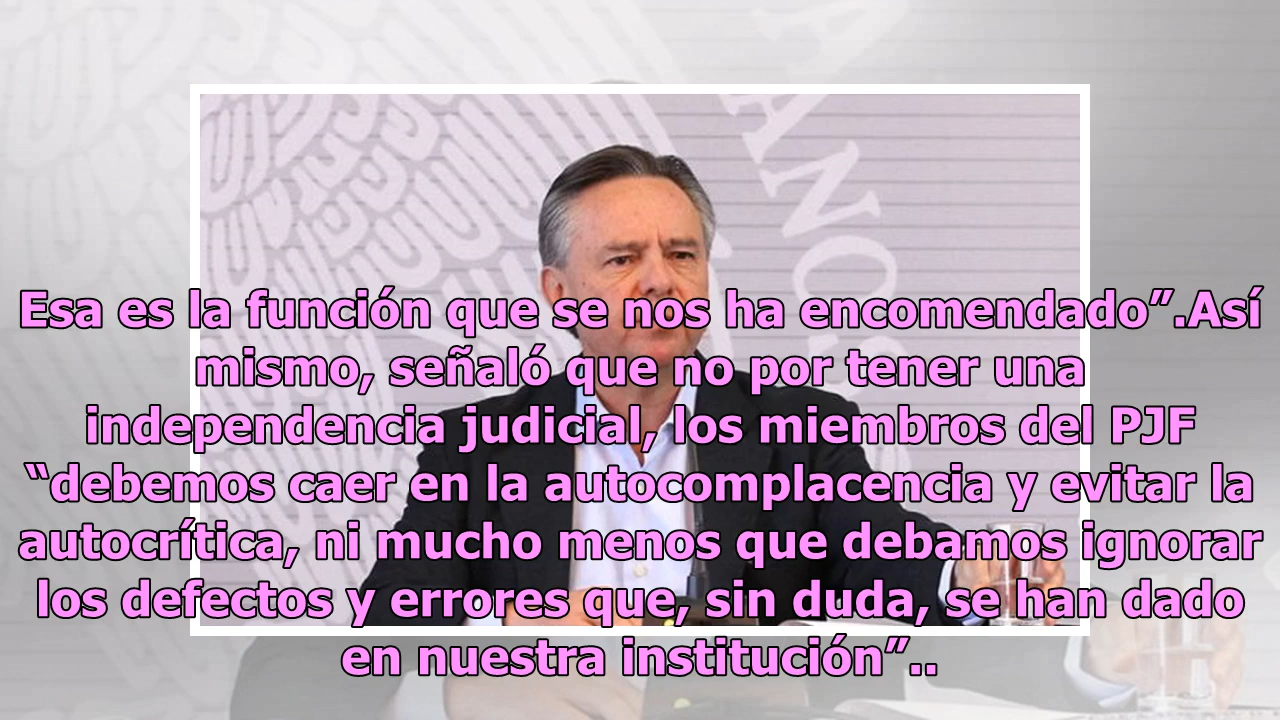 ANOS
Esa es la función que se nos ha encomendado”.Así
mismo, señaló que no por tener una
independencia judicial, los miembros del PJF
“debemos caer en la autocomplacencia y evitar la
autocrítica, ni mucho menos que debamos ignorar
los defectos y errores que, sin duda, se han dado
en nuestra institución”..